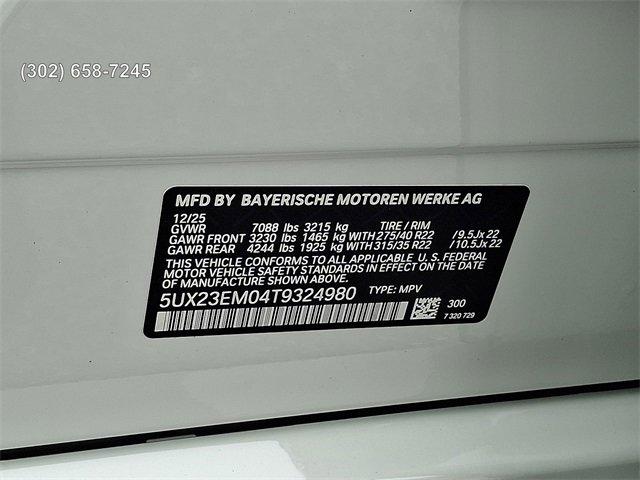 (302) 658-7245
MFD BY BAYERISCHE MOTOREN WERKE AG
12/25
GVWR 7088 lbs 3215 kg TIRE / RIM
GAWR FRONT 3230 lbs 1465 kg WITH 275/40 R22 / 9.5Jx22
GAWR REAR 4244 lbs 1925 kg WITH 315/35 R22 / 10.5Jx22
THIS VEHICLE CONFORMS TO ALL APPLICABLE U. S. FEDERAL
MOTOR VEHICLE SAFETY STANDARDS IN EFFECT ON THE DATE
OF MANUFACTURE SHOWN ABOVE.
5UX23EM04T9324980 TYPE: MPV
300
7 320 729